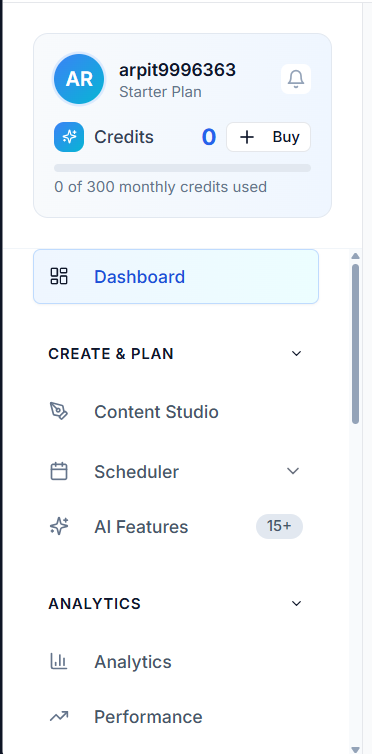 AR
arpit9996363
Starter Plan
Credits 0 Buy
0 of 300 monthly credits used
Dashboard
CREATE & PLAN
Content Studio
Scheduler
AI Features 15+
ANALYTICS
Analytics
Performance